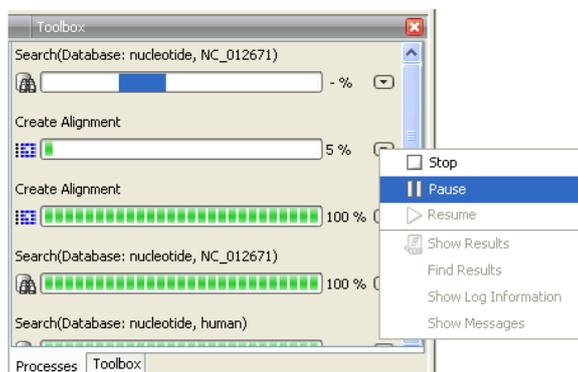 Toolbox
Search(Database: nucleotide, NC_012671)
- %
Create Alignment
5 %
Create Alignment
100 %
Search(Database: nucleotide, NC_012671)
100 %
Search(Database: nucleotide, human)
Stop
Pause
Resume
Show Results
Find Results
Show Log Information
Show Messages
Processes Toolbox